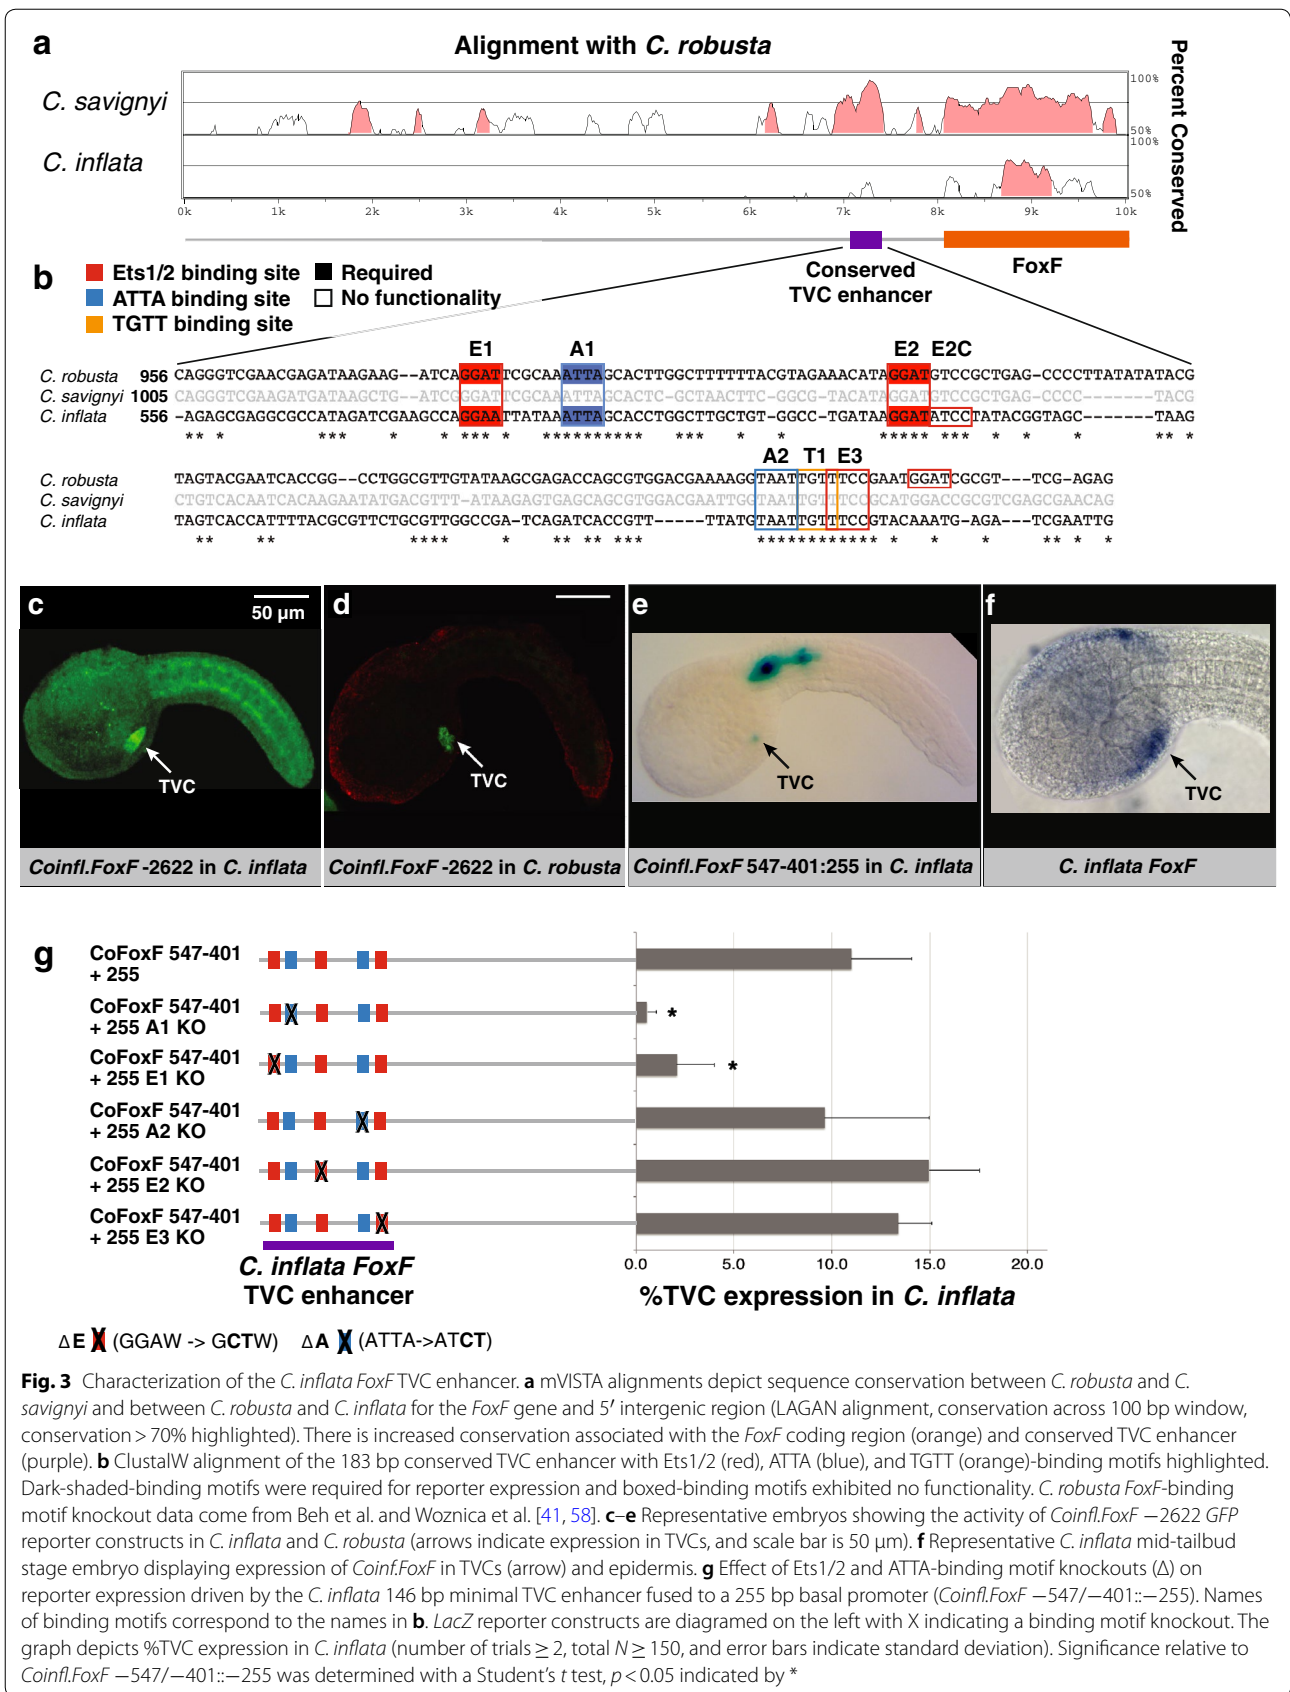 a
Alignment with C. robusta
C. savignyi
C. inflata
100%
50%
100%
50%
Percent Conserved
0k 1k 2k 3k 4k 5k 6k 7k 8k 9k 10k
Conserved
TVC enhancer
FoxF
b
Ets1/2 binding site
Required
ATTA binding site
No functionality
TGTT binding site
E1 A1 E2 E2C
C. robusta 956 CAGGGTCGAACGAGATAAGAAG--ATCAGGATTCGCAAATTAGCACTTGGCTTTTTTACGTAGAAACATAGGATGTCCGCTGAG-CCCCTTATATATACG
C. savignyi 1005 CAGGGTCGAAGATGATAAGCTG--ATCGGGATTCGCAAATTAGCACTC-GCTAACTTC-GGCG-TACATAGGATGTCCGCTGAGC-------TACG
C. inflata 556 -AGAGCGAGGCGCCATAGATCGAAGCCAGGAATTATAAATTAGCACCTGGCTTGCTGT-GGCC-TGATAAGGATATCCTATACGGTAGC-------TAAG
A2 T1 E3
C. robusta TAGTACGAATCACCGG--CCTGGCGTTGTATAAGCGAGACCAGCGTGGACGAAAAGGTAATTGTTTCCGAATGGATCGCGT---TCG-AGAG
C. savignyi CTGTCACAATCACAAGAATATGACGTTT-ATAAGAGTGAGCAGCGTGGACGAATTGGTAATTGTTTCCGCATGGACCGCGTCGAGCGAACAG
C. inflata TAGTCACCATTTTACGCGTTCTGCGTTGGCCGA-TCAGATCACCGTT-----TTATGTAATTGTTTCCGTACAAATG-AGA---TCGAATTG
c
50 µm
d
e
f
TVC
TVC
TVC
TVC
Coinfl.FoxF -2622 in C. inflata
Coinfl.FoxF -2622 in C. robusta
Coinfl.FoxF 547-401:255 in C. inflata
C. inflata FoxF
g
CoFoxF 547-401
+ 255
CoFoxF 547-401
+ 255 A1 KO
*
CoFoxF 547-401
+ 255 E1 KO
*
CoFoxF 547-401
+ 255 A2 KO
CoFoxF 547-401
+ 255 E2 KO
CoFoxF 547-401
+ 255 E3 KO
0.0 5.0 10.0 15.0 20.0
C. inflata FoxF
TVC enhancer
%TVC expression in C. inflata
ΔE X (GGAW -> GCTW) ΔA X (ATTA->ATCT)
Fig. 3 Characterization of the C. inflata FoxF TVC enhancer. a mVISTA alignments depict sequence conservation between C. robusta and C.
savignyi and between C. robusta and C. inflata for the FoxF gene and 5′ intergenic region (LAGAN alignment, conservation across 100 bp window,
conservation > 70% highlighted). There is increased conservation associated with the FoxF coding region (orange) and conserved TVC enhancer
(purple). b ClustalW alignment of the 183 bp conserved TVC enhancer with Ets1/2 (red), ATTA (blue), and TGTT (orange)-binding motifs highlighted.
Dark-shaded-binding motifs were required for reporter expression and boxed-binding motifs exhibited no functionality. C. robusta FoxF-binding
motif knockout data come from Beh et al. and Woznica et al. [41, 58]. c–e Representative embryos showing the activity of Coinfl.FoxF −2622 GFP
reporter constructs in C. inflata and C. robusta (arrows indicate expression in TVCs, and scale bar is 50 µm). f Representative C. inflata mid-tailbud
stage embryo displaying expression of Coinf.FoxF in TVCs (arrow) and epidermis. g Effect of Ets1/2 and ATTA-binding motif knockouts (Δ) on
reporter expression driven by the C. inflata 146 bp minimal TVC enhancer fused to a 255 bp basal promoter (Coinfl.FoxF −547/−401::−255). Names
of binding motifs correspond to the names in b. LacZ reporter constructs are diagramed on the left with X indicating a binding motif knockout. The
graph depicts %TVC expression in C. inflata (number of trials ≥ 2, total N ≥ 150, and error bars indicate standard deviation). Significance relative to
Coinfl.FoxF −547/−401::−255 was determined with a Student's t test, p < 0.05 indicated by *